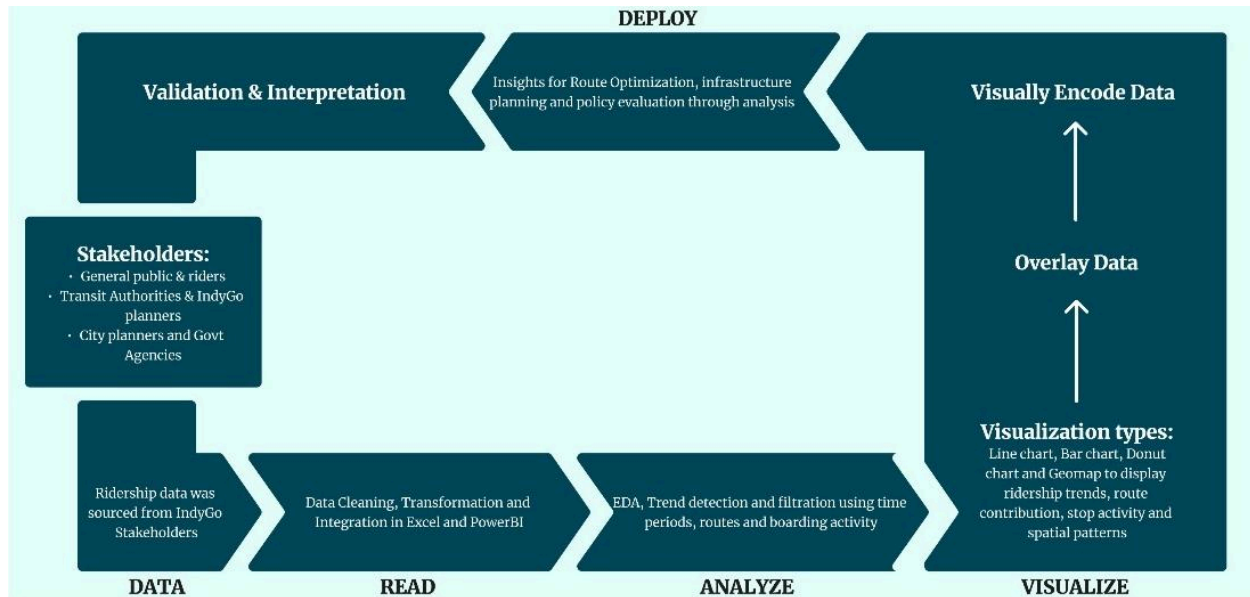 DEPLOY
Validation & Interpretation
Insights for Route Optimization, infrastructure
planning and policy evaluation through analysis
Visually Encode Data
Stakeholders:
· General public & riders
· Transit Authorities & IndyGo
planners
· City planners and Govt
Agencies
Overlay Data
Visualization types:
Line chart, Bar chart, Donut
chart and Geomap to display
ridership trends, route
contribution, stop activity and
spatial patterns
Ridership data was
sourced from IndyGo
Stakeholders
Data Cleaning, Transformation and
Integration in Excel and PowerBI
EDA, Trend detection and filtration using time
periods, routes and boarding activity
DATA
READ
ANALYZE
VISUALIZE